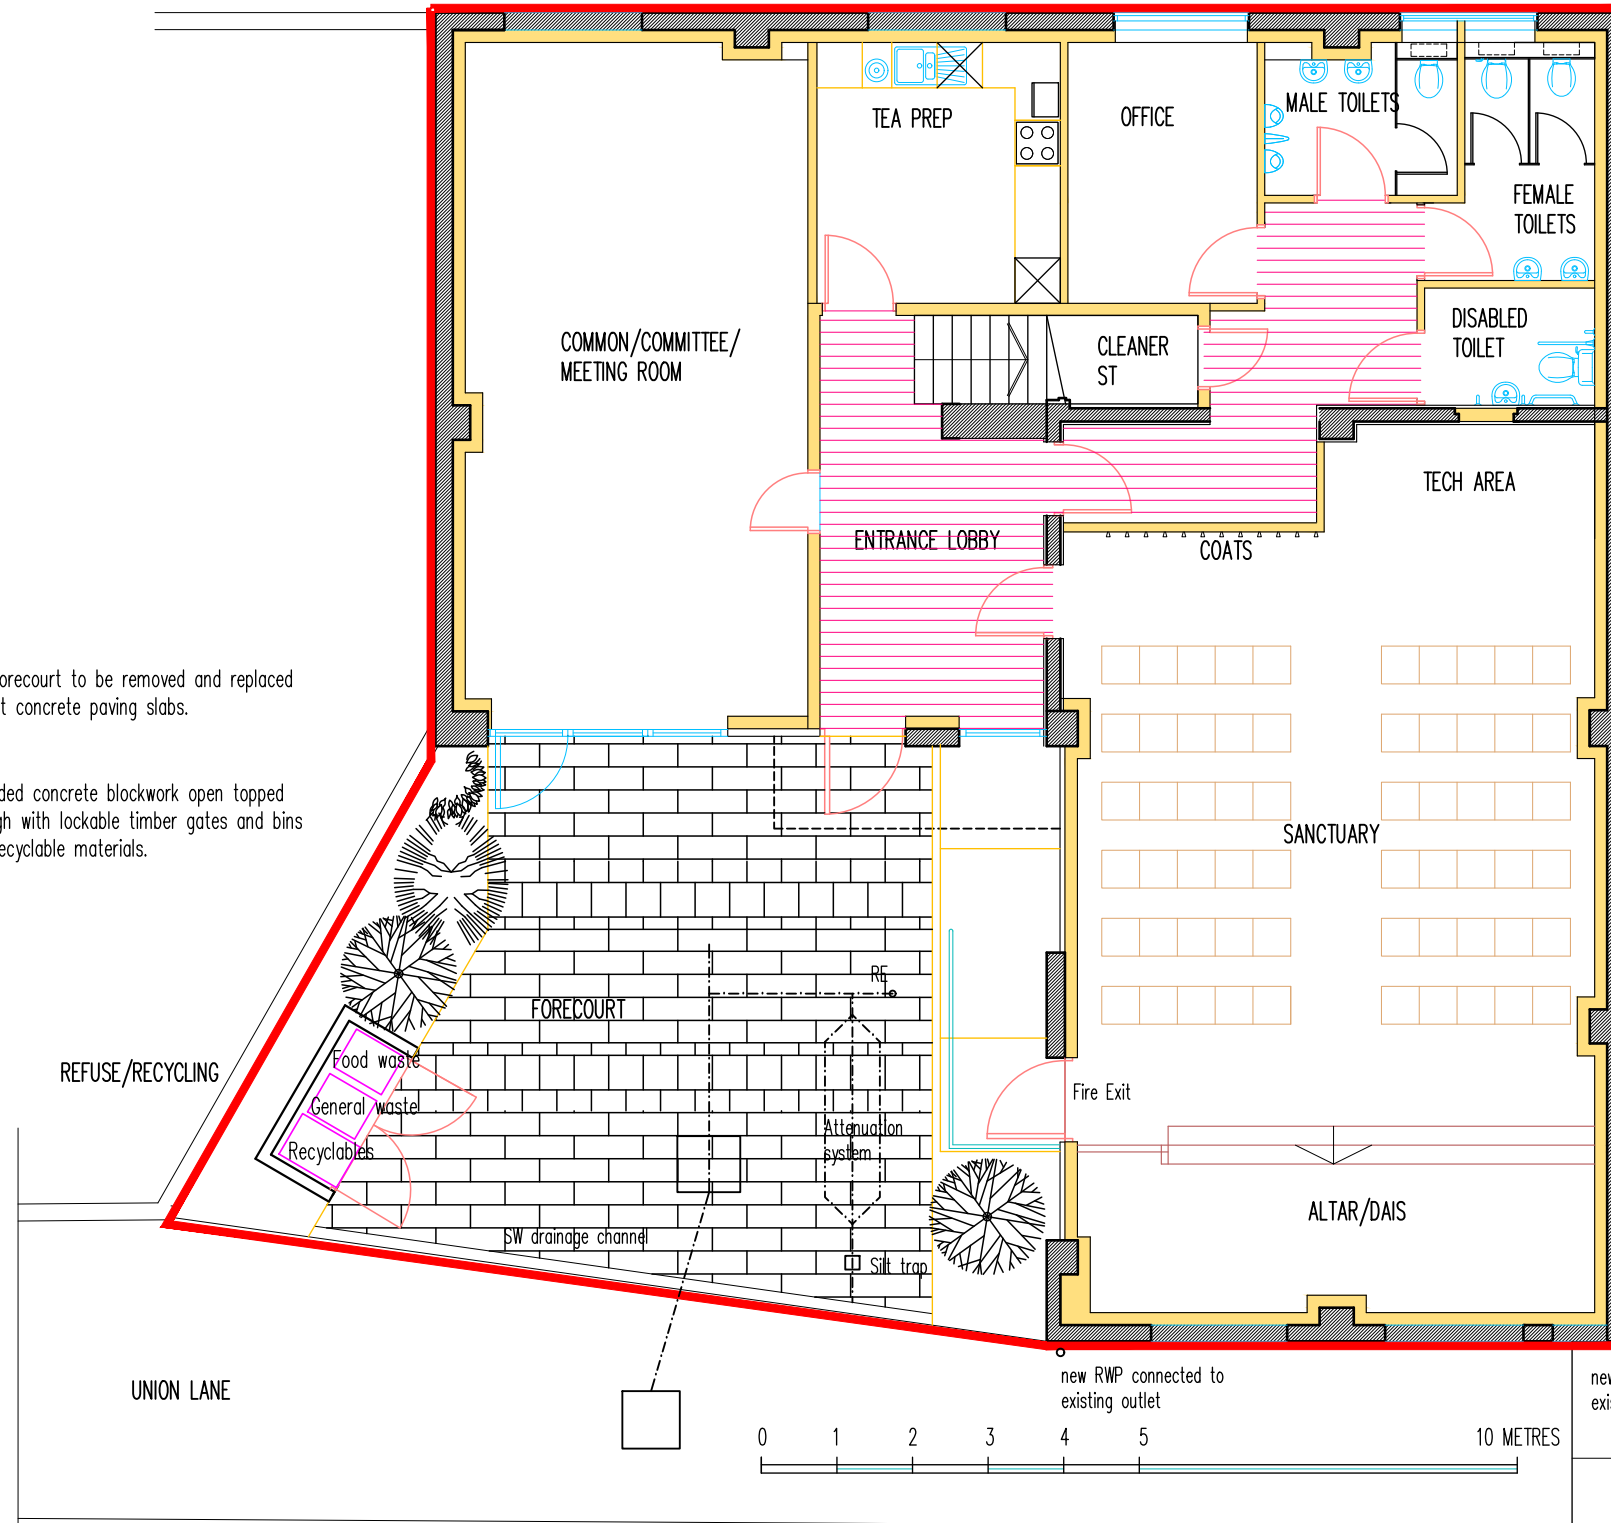 TEA PREP
OFFICE
MALE TOILETS
FEMALE
TOILETS
DISABLED
TOILET
COMMON/COMMITTEE/
MEETING ROOM
CLEANER
ST
TECH AREA
ENTRANCE LOBBY
COATS
forecourt to be removed and replaced
concrete paving slabs.
concrete blockwork open topped
with lockable timber gates and bins
recyclable materials.
SANCTUARY
RE
FORECOURT
REFUSE/RECYCLING
Food waste
General waste
Recyclables
Attenuation
system
Fire Exit
ALTAR/DAIS
SW drainage channel
Silt trap
UNION LANE
new RWP connected to
existing outlet
0 1 2 3 4 5 10 METRES